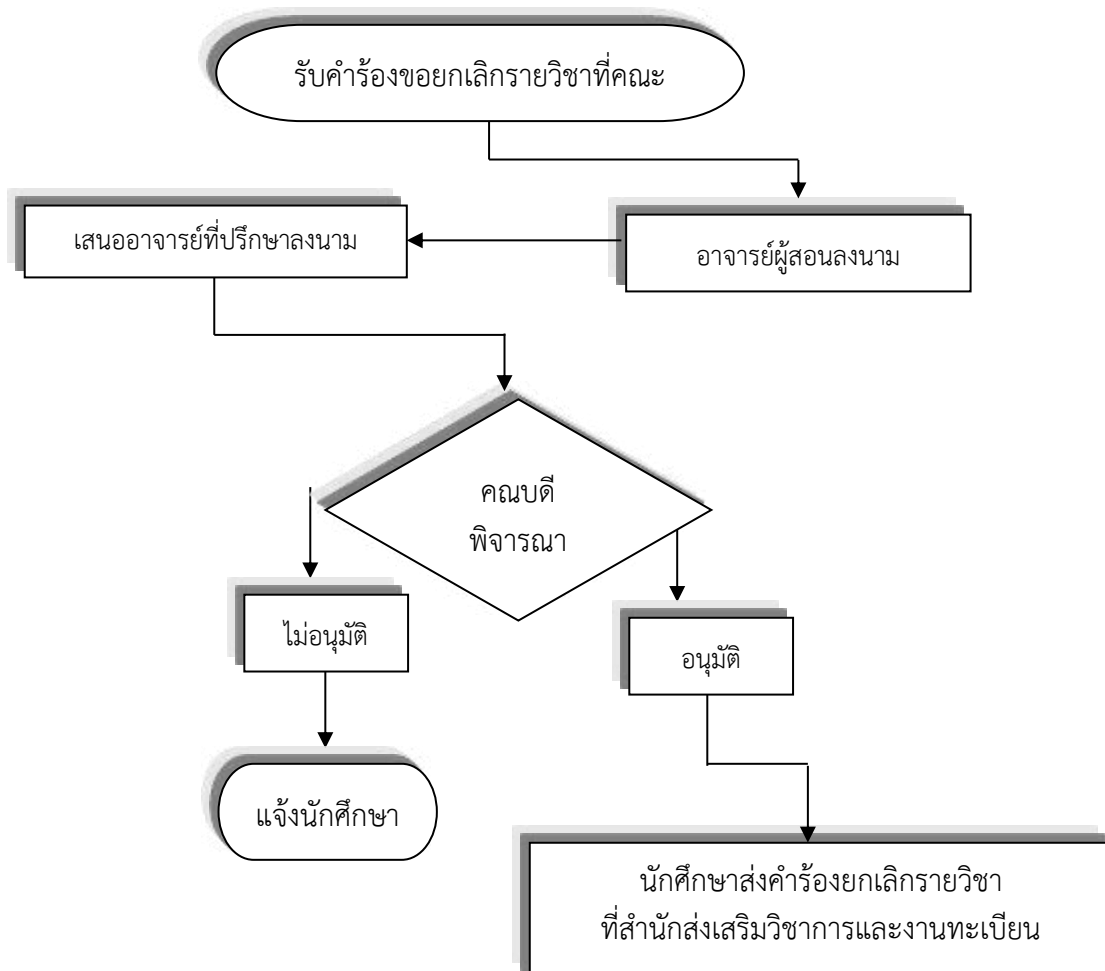 รับคำร้องขอยกเลิกรายวิชาที่คณะ
อาจารย์ผู้สอนลงนาม
เสนออาจารย์ที่ปรึกษาลงนาม
คณบดี
พิจารณา
ไม่อนุมัติ
อนุมัติ
แจ้งนักศึกษา
นักศึกษาส่งคำร้องยกเลิกรายวิชา
ที่สำนักส่งเสริมวิชาการและงานทะเบียน